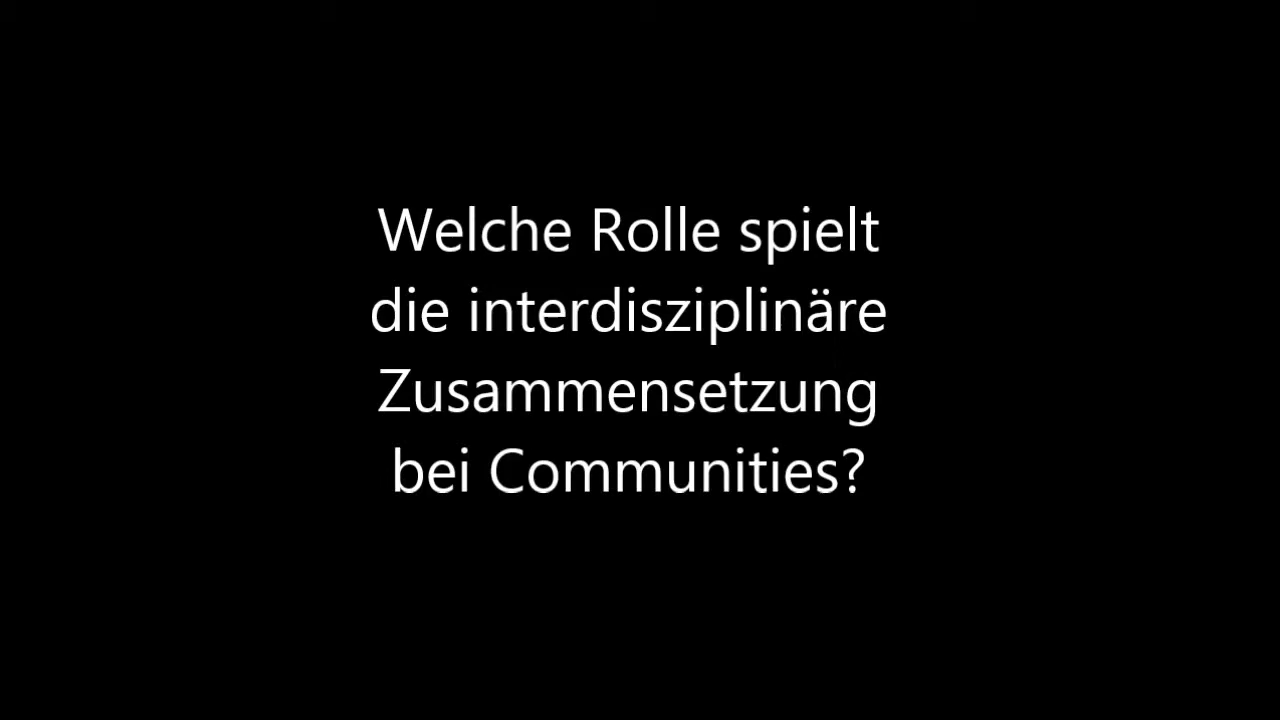 Welche Rolle spielt
die interdisziplinäre
Zusammensetzung
bei Communities?